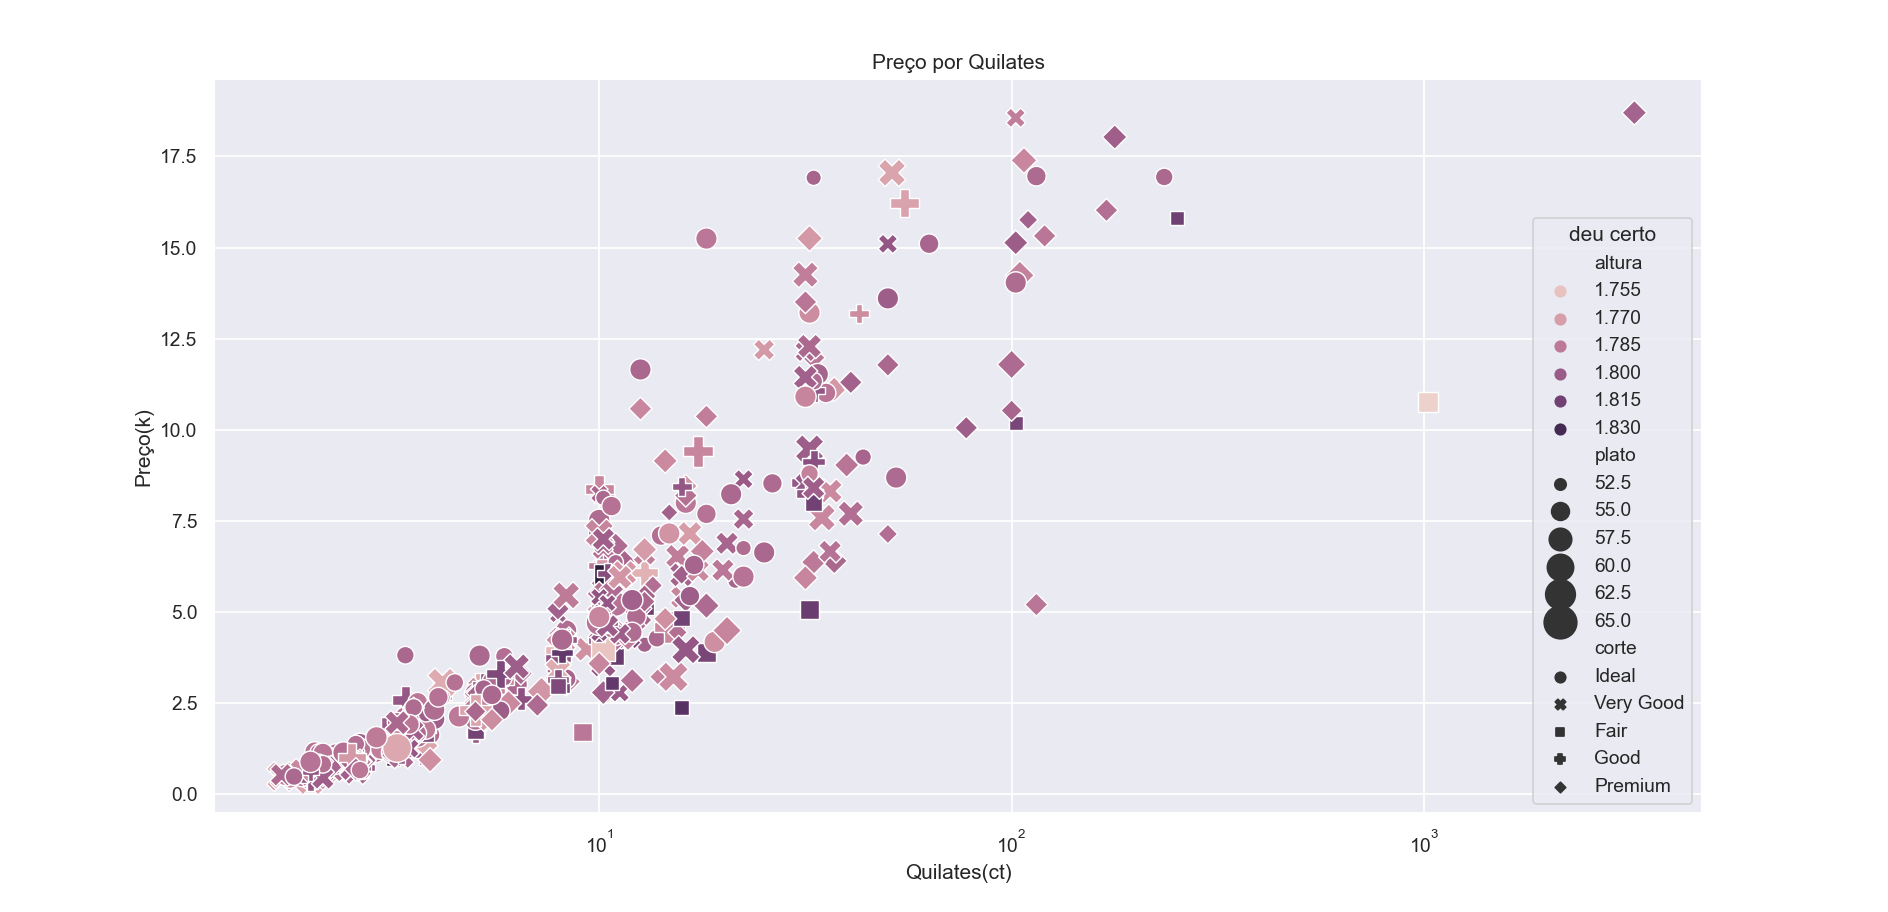 Preço por Quilates
Preço(k)
17.5
15.0
12.5
10.0
7.5
5.0
2.5
0.0
10¹
10²
10³
Quilates(ct)
deu certo
altura
1.755
1.770
1.785
1.800
1.815
1.830
plato
52.5
55.0
57.5
60.0
62.5
65.0
corte
Ideal
Very Good
Fair
Good
Premium